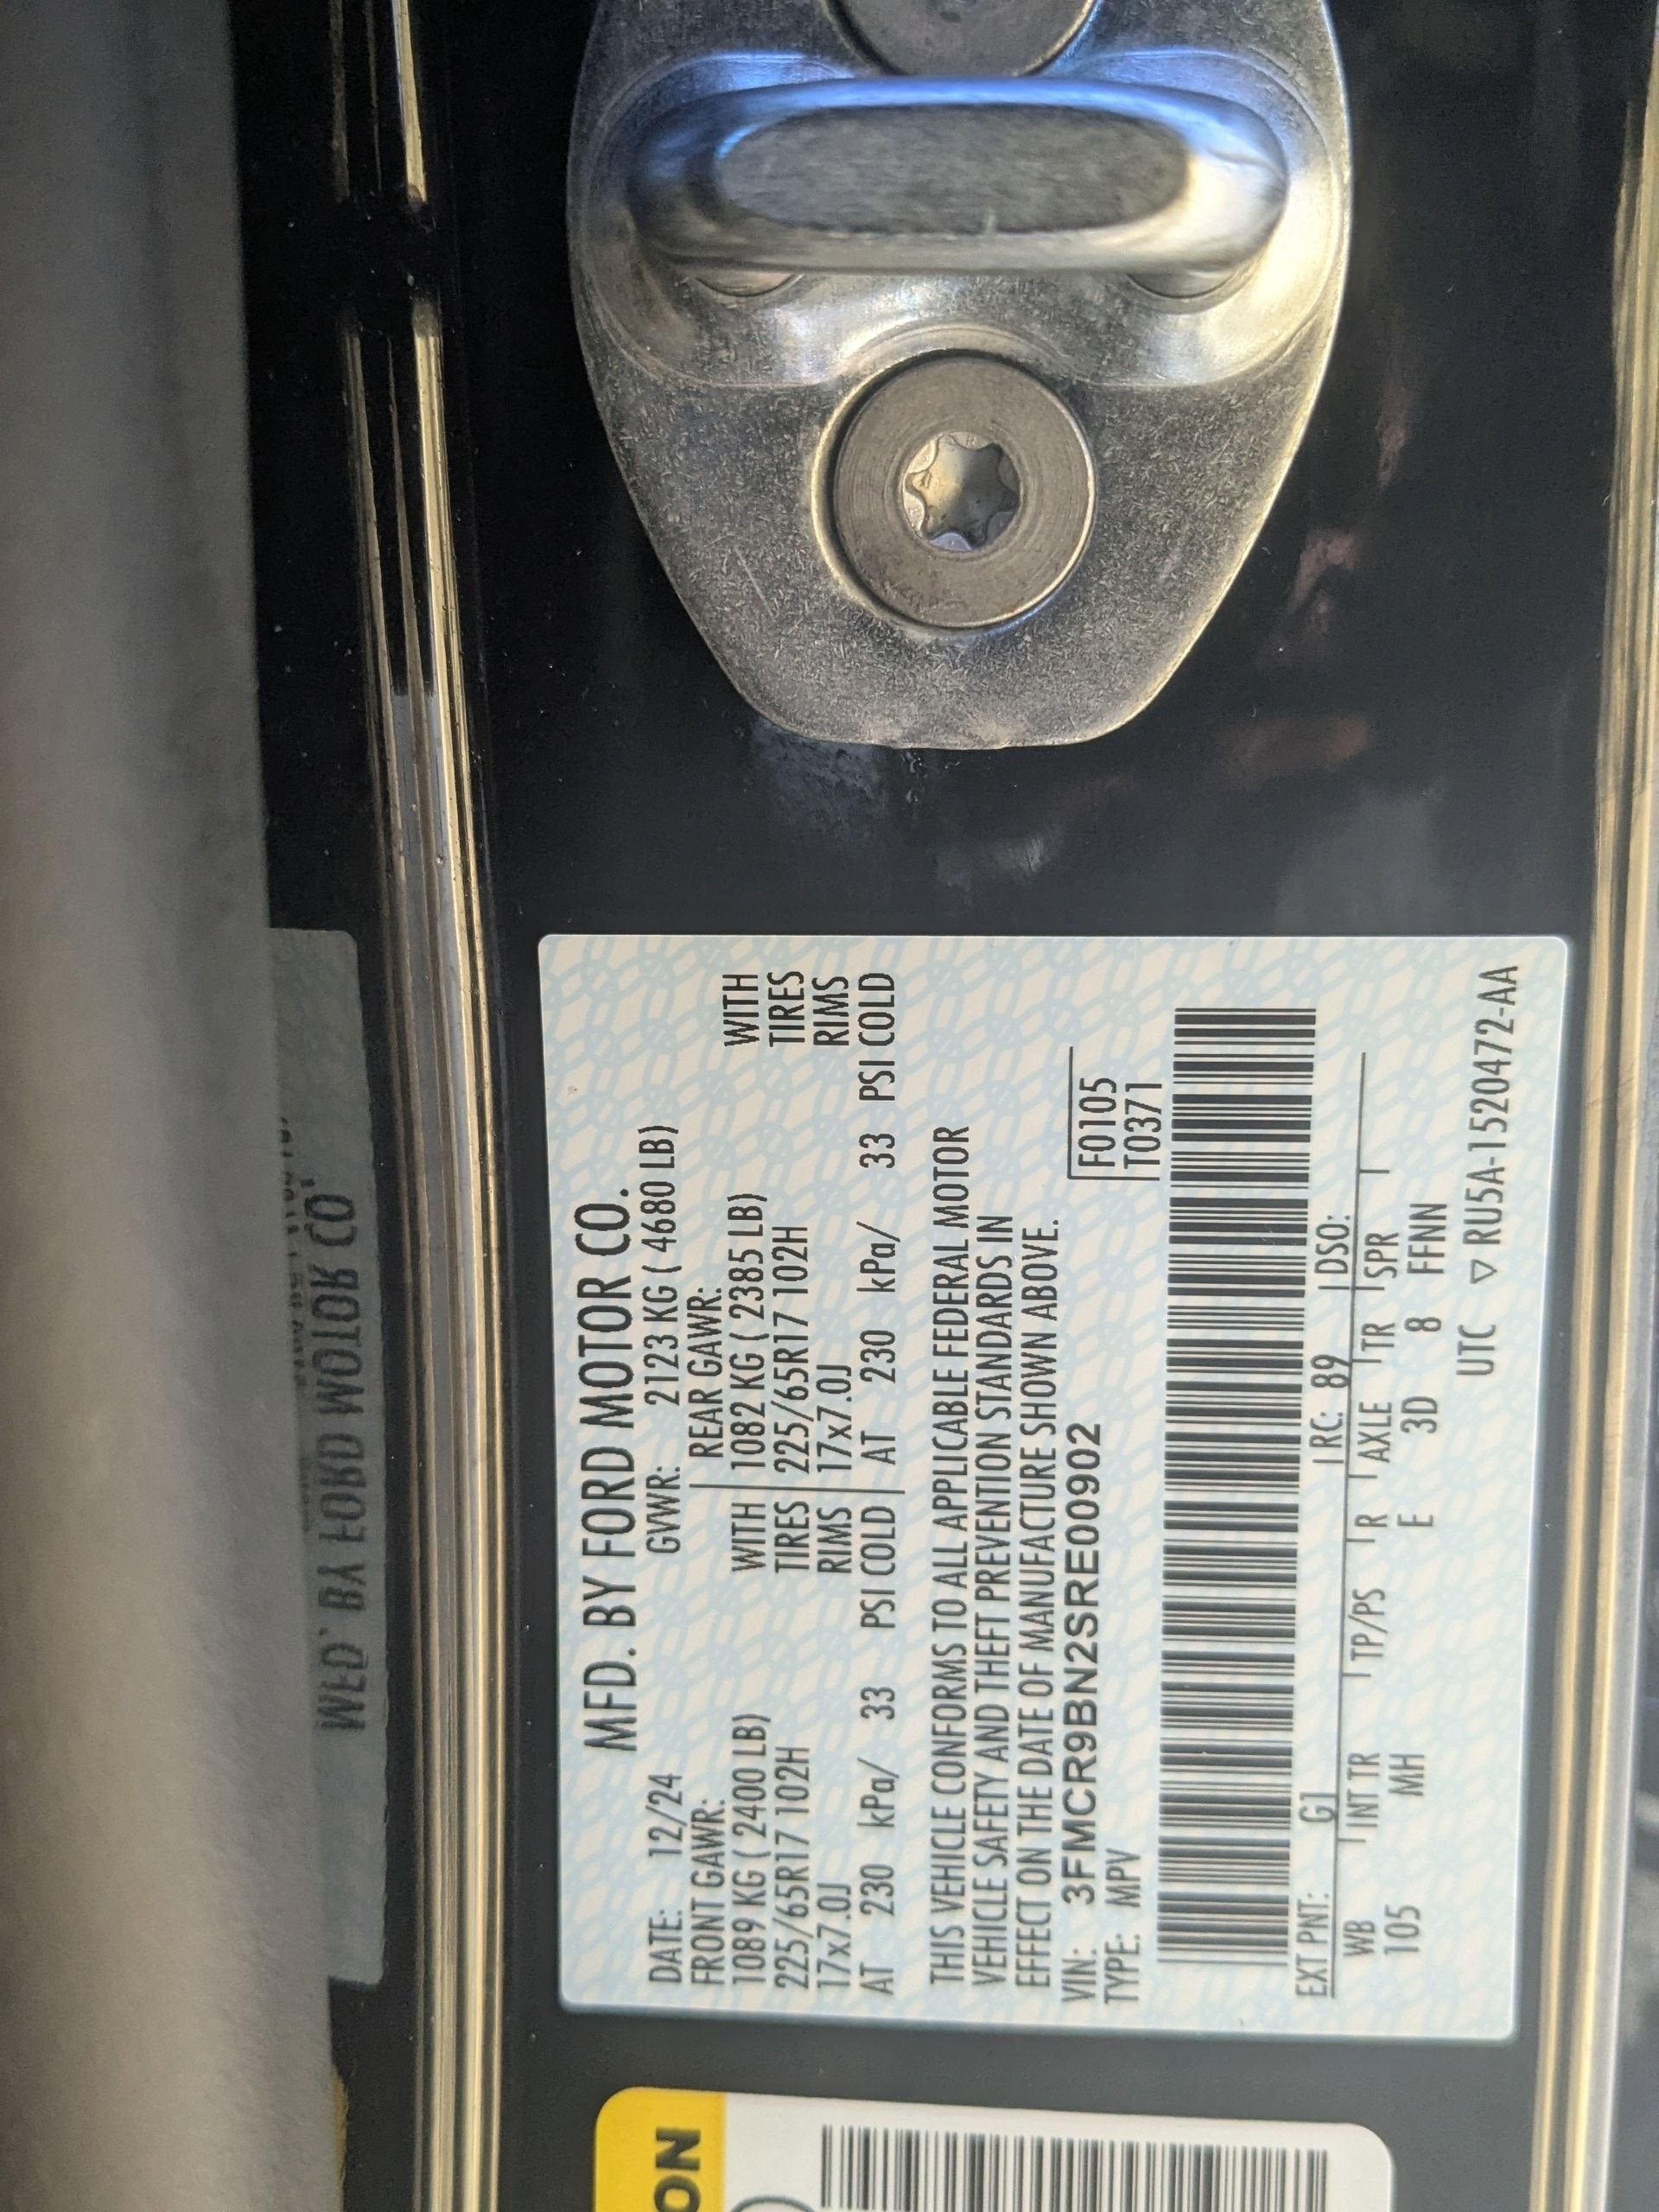 MFD. BY FORD MOTOR CO.
DATE: 12/24 GVWR: 2123 KG ( 4680 LB)
FRONT GAWR: REAR GAWR:
1089 KG ( 2400 LB) WITH 1082 KG ( 2385 LB) WITH
225/65R17 102H TIRES 225/65R17 102H TIRES
17x7.0J RIMS 17x7.0J RIMS
AT 230 kPa/ 33 PSI COLD AT 230 kPa/ 33 PSI COLD
THIS VEHICLE CONFORMS TO ALL APPLICABLE FEDERAL MOTOR
VEHICLE SAFETY AND THEFT PREVENTION STANDARDS IN
EFFECT ON THE DATE OF MANUFACTURE SHOWN ABOVE.
VIN: 3FMCR9BN2SRE00902 F0105
TYPE: MPV T0371
EXT PNT: G1 RC: 89 DSO:
WB INT TR TP/PS R AXLE TR SPR
105 MH E 3D 8 FFNN
UTC ▽ RU5A-1520472-AA
MFD. BY FORD MOTOR CO.
ON